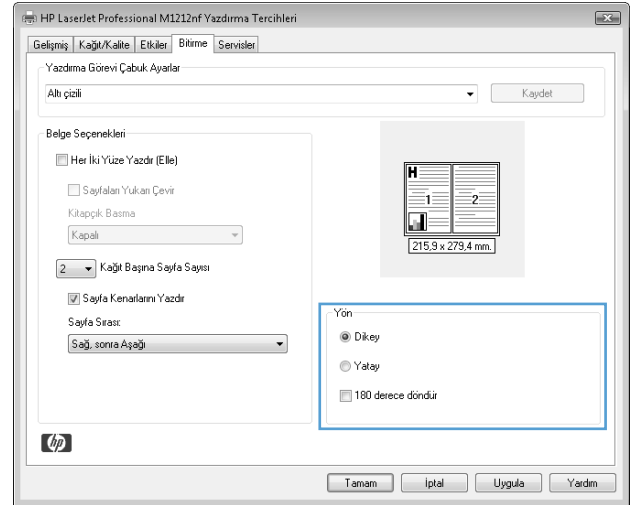 HP LaserJet Professional M1212nf Yazdırma Tercihleri
Gelişmiş Kağıt/Kalite Etkiler Bitirme Servisler
Yazdırma Görevi Çabuk Ayarlar
Altı çizili
Kaydet
Belge Seçenekleri
Her İki Yüze Yazdır (Elle)
Sayfaları Yukarı Çevir
Kitapçık Basma
Kapalı
2 Kağıt Başına Sayfa Sayısı
Sayfa Kenarlarını Yazdır
Sayfa Sırası:
Sağ, sonra Aşağı
H
1 2
215,9 x 279,4 mm.
Yön
Dikey
Yatay
180 derece döndür
hp
Tamam İptal Uygula Yardım